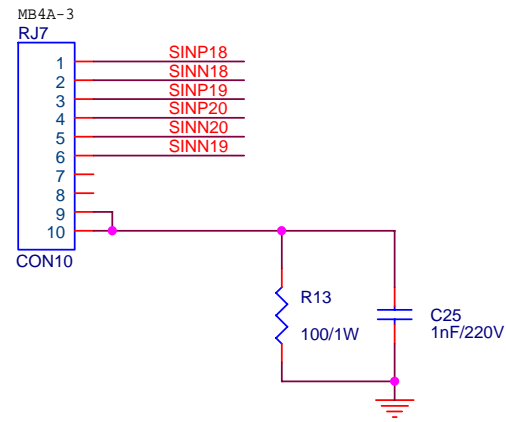 MB4A-3
RJ7
1 SINP18
2 SINN18
3 SINP19
4 SINP20
5 SINN20
6 SINN19
7
8
9
10
CON10
R13
100/1W
C25
1nF/220V